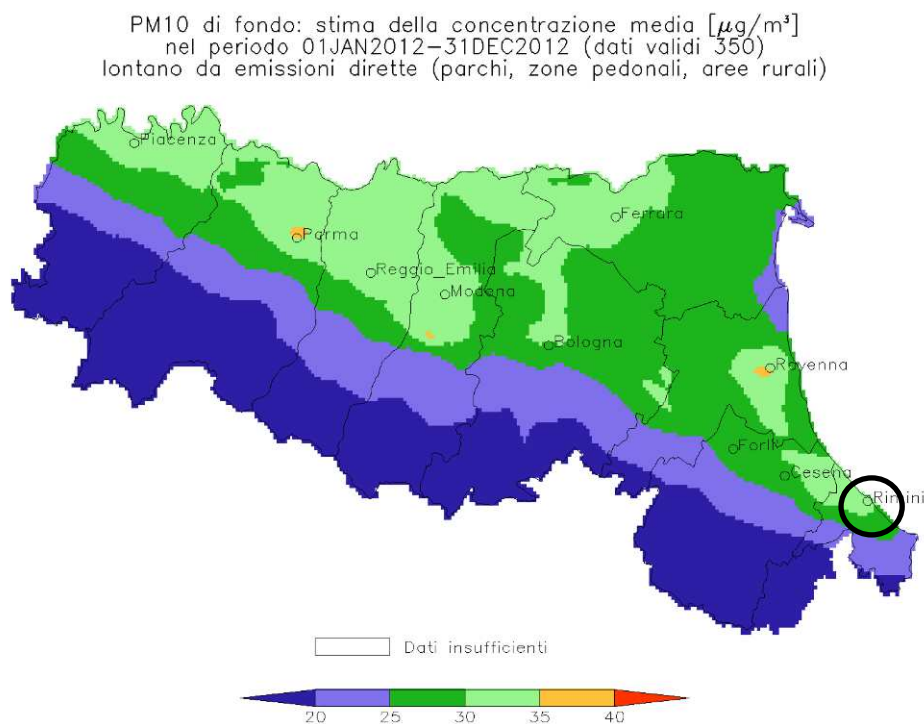 PM10 di fondo: stima della concentrazione media [µg/m³]
nel periodo 01JAN2012-31DEC2012 (dati validi 350)
lontano da emissioni dirette (parchi, zone pedonali, aree rurali)
Piacenza
Ferrara
Parma
Reggio_Emilia
Modena
Bologna
Ravenna
Forlì
Cesena
Rimini
Dati insufficienti
20 25 30 35 40